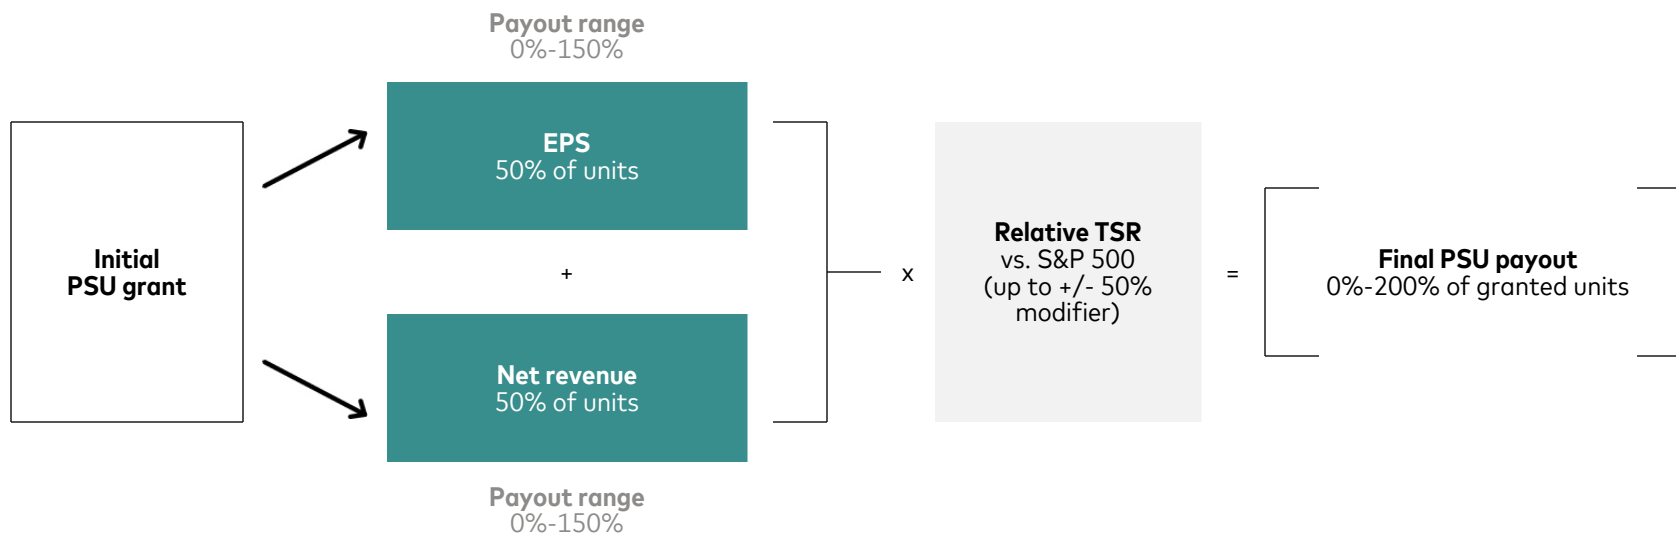 Payout range
0%-150%
EPS
50% of units
Initial
PSU grant
+
Net revenue
50% of units
Payout range
0%-150%
x
Relative TSR
vs. S&P 500
(up to +/- 50%
modifier)
=
Final PSU payout
0%-200% of granted units